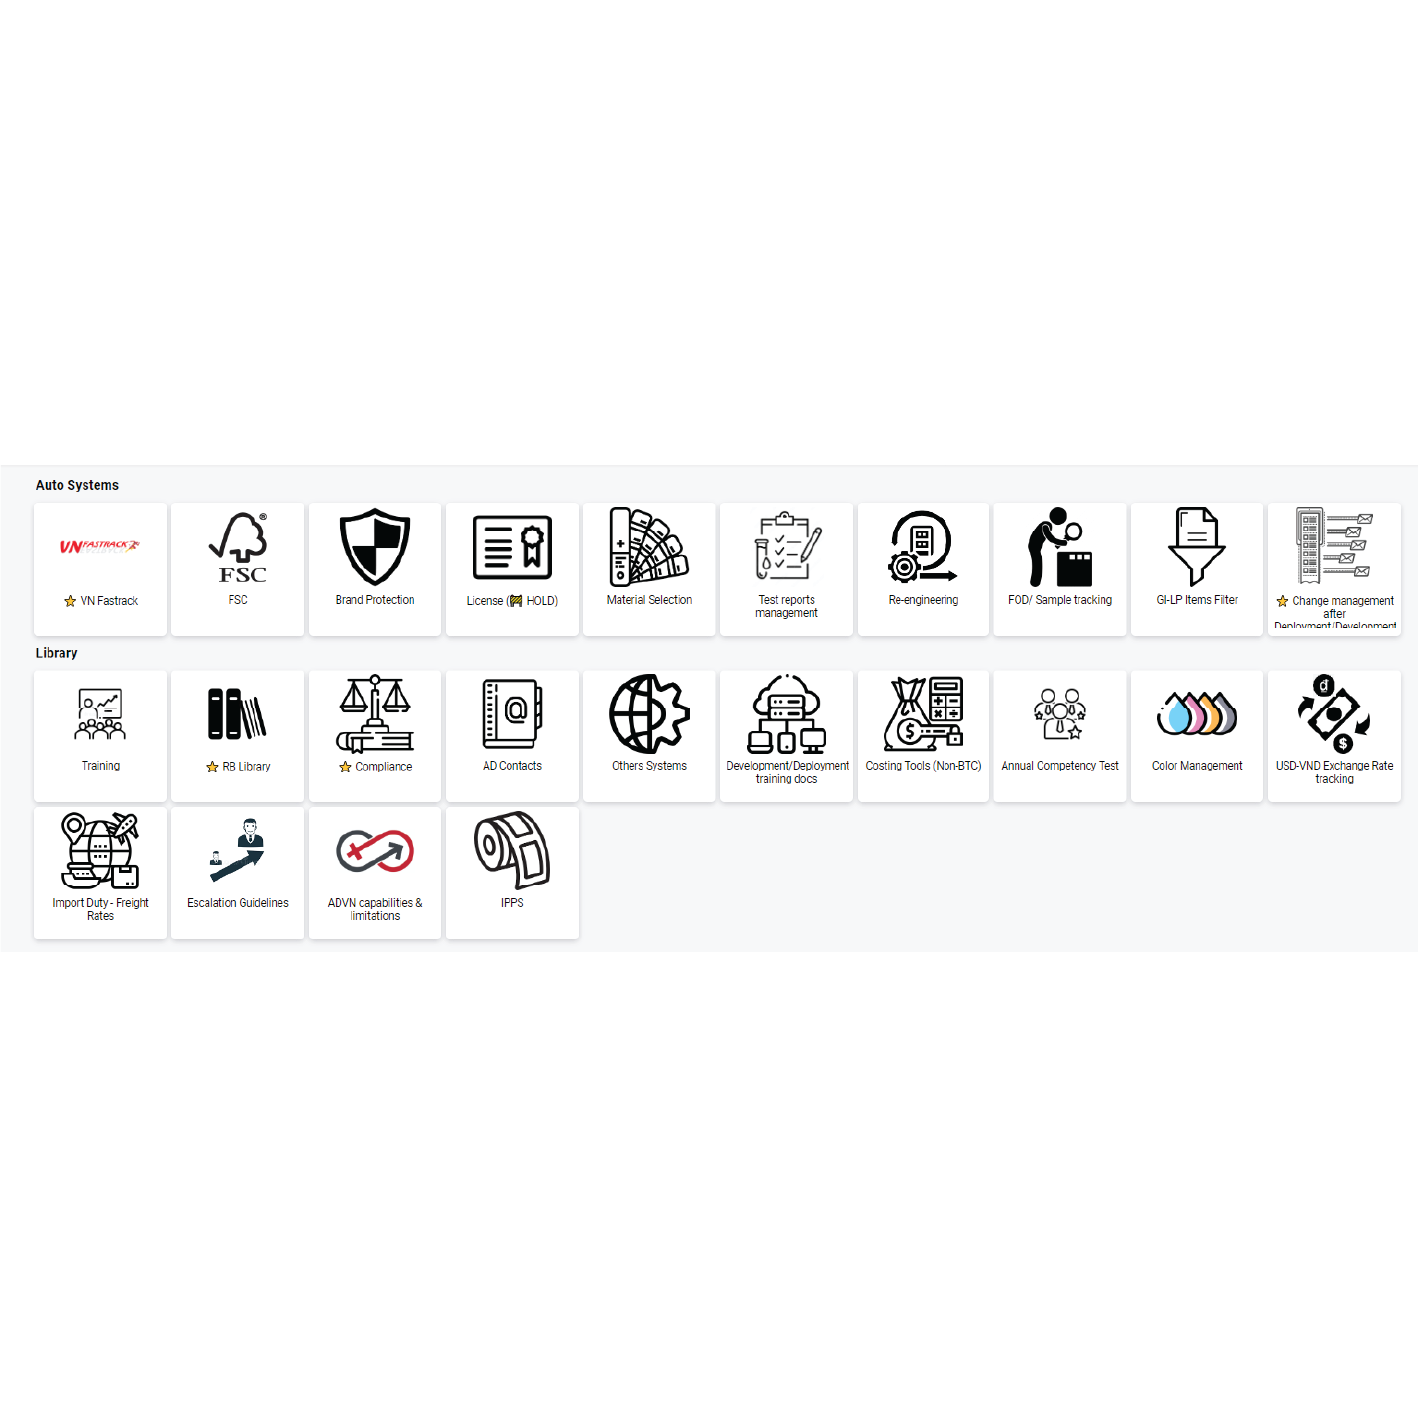 Auto Systems
VN FASTRACK
FSC®
⭐ VN Fastrack
FSC
Brand Protection
License (🚧 HOLD)
Material Selection
Test reports
management
Re-engineering
FOD/ Sample tracking
GI-LP Items Filter
⭐ Change management
after
Deployment/Development
Library
Training
⭐ RB Library
⭐ Compliance
AD Contacts
Others Systems
Development/Deployment
training docs
Costing Tools (Non-BTC)
Annual Competency Test
Color Management
USD-VND Exchange Rate
tracking
Import Duty - Freight
Rates
Escalation Guidelines
ADVN capabilities &
limitations
IPPS